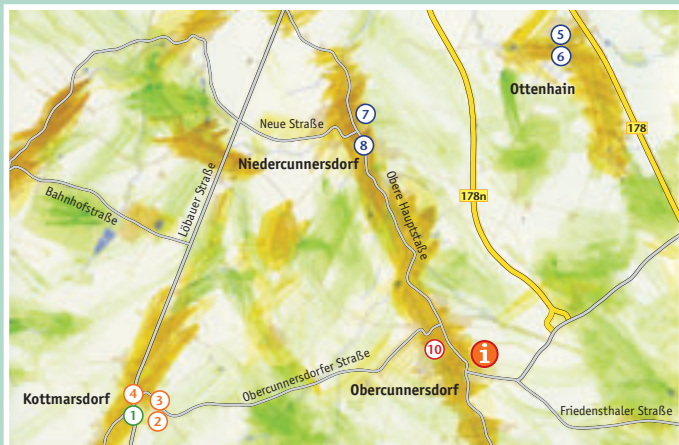 5
6
Ottenhain
7
Neue Straße
178
8
Niedercunnersdorf
Obere Hauptstaße
178n
Bahnhofstraße
Löbauer Straße
10
i
Obercunnersdorfer Straße
Obercunnersdorf
4
3
Kottmarsdorf
1
2
Friedensthaler Straße